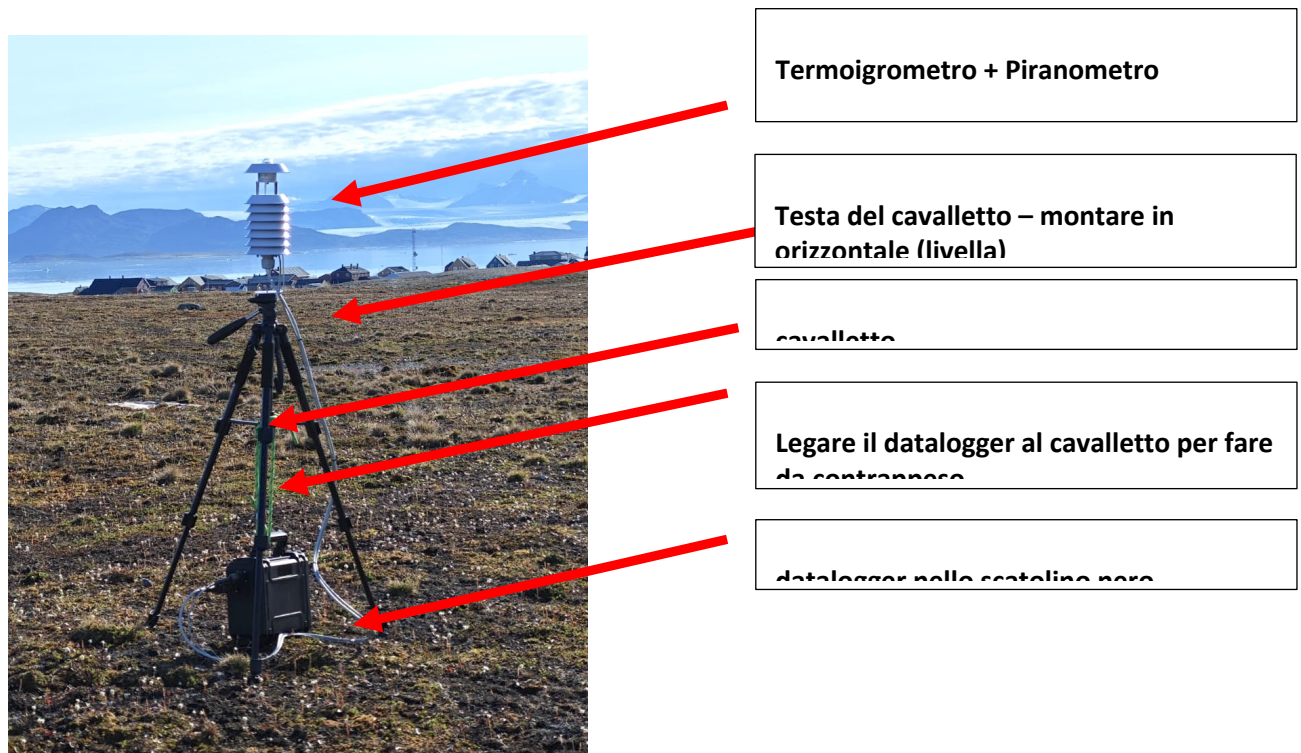 Termoigrometro + Piranometro
Testa del cavalletto – montare in
orizzontale (livella)
cavalletto
Legare il datalogger al cavalletto per fare
da contrappeso
datalogger nello scatolino nero